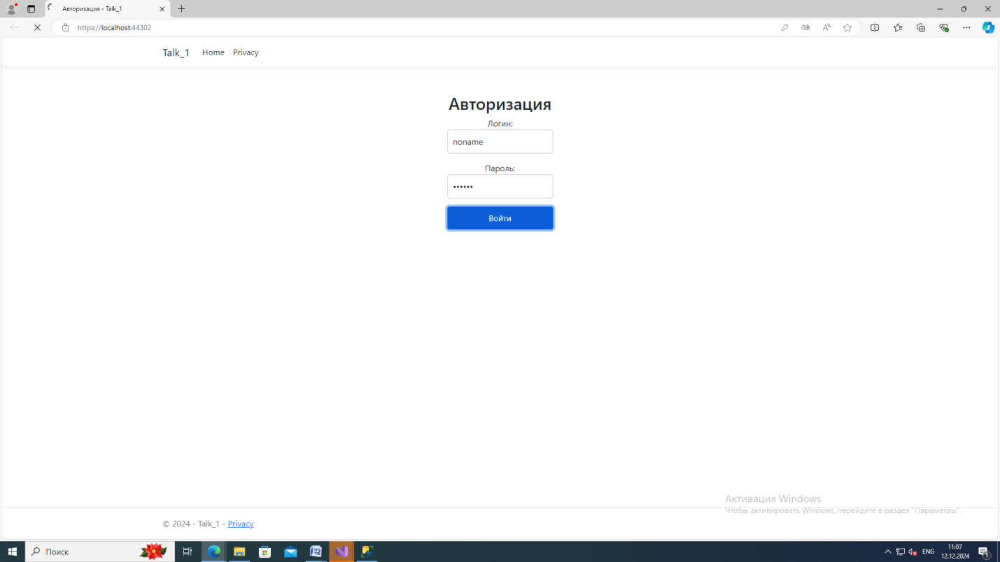 Авторизация - Talk_1
https://localhost:44302
Talk_1 Home Privacy
Авторизация
Логин:
noname
Пароль:
••••••
Войти
Активация Windows
Чтобы активировать Windows, перейдите в раздел "Параметры".
© 2024 - Talk_1 - Privacy
Поиск
ENG
11:07
12.12.2024
1